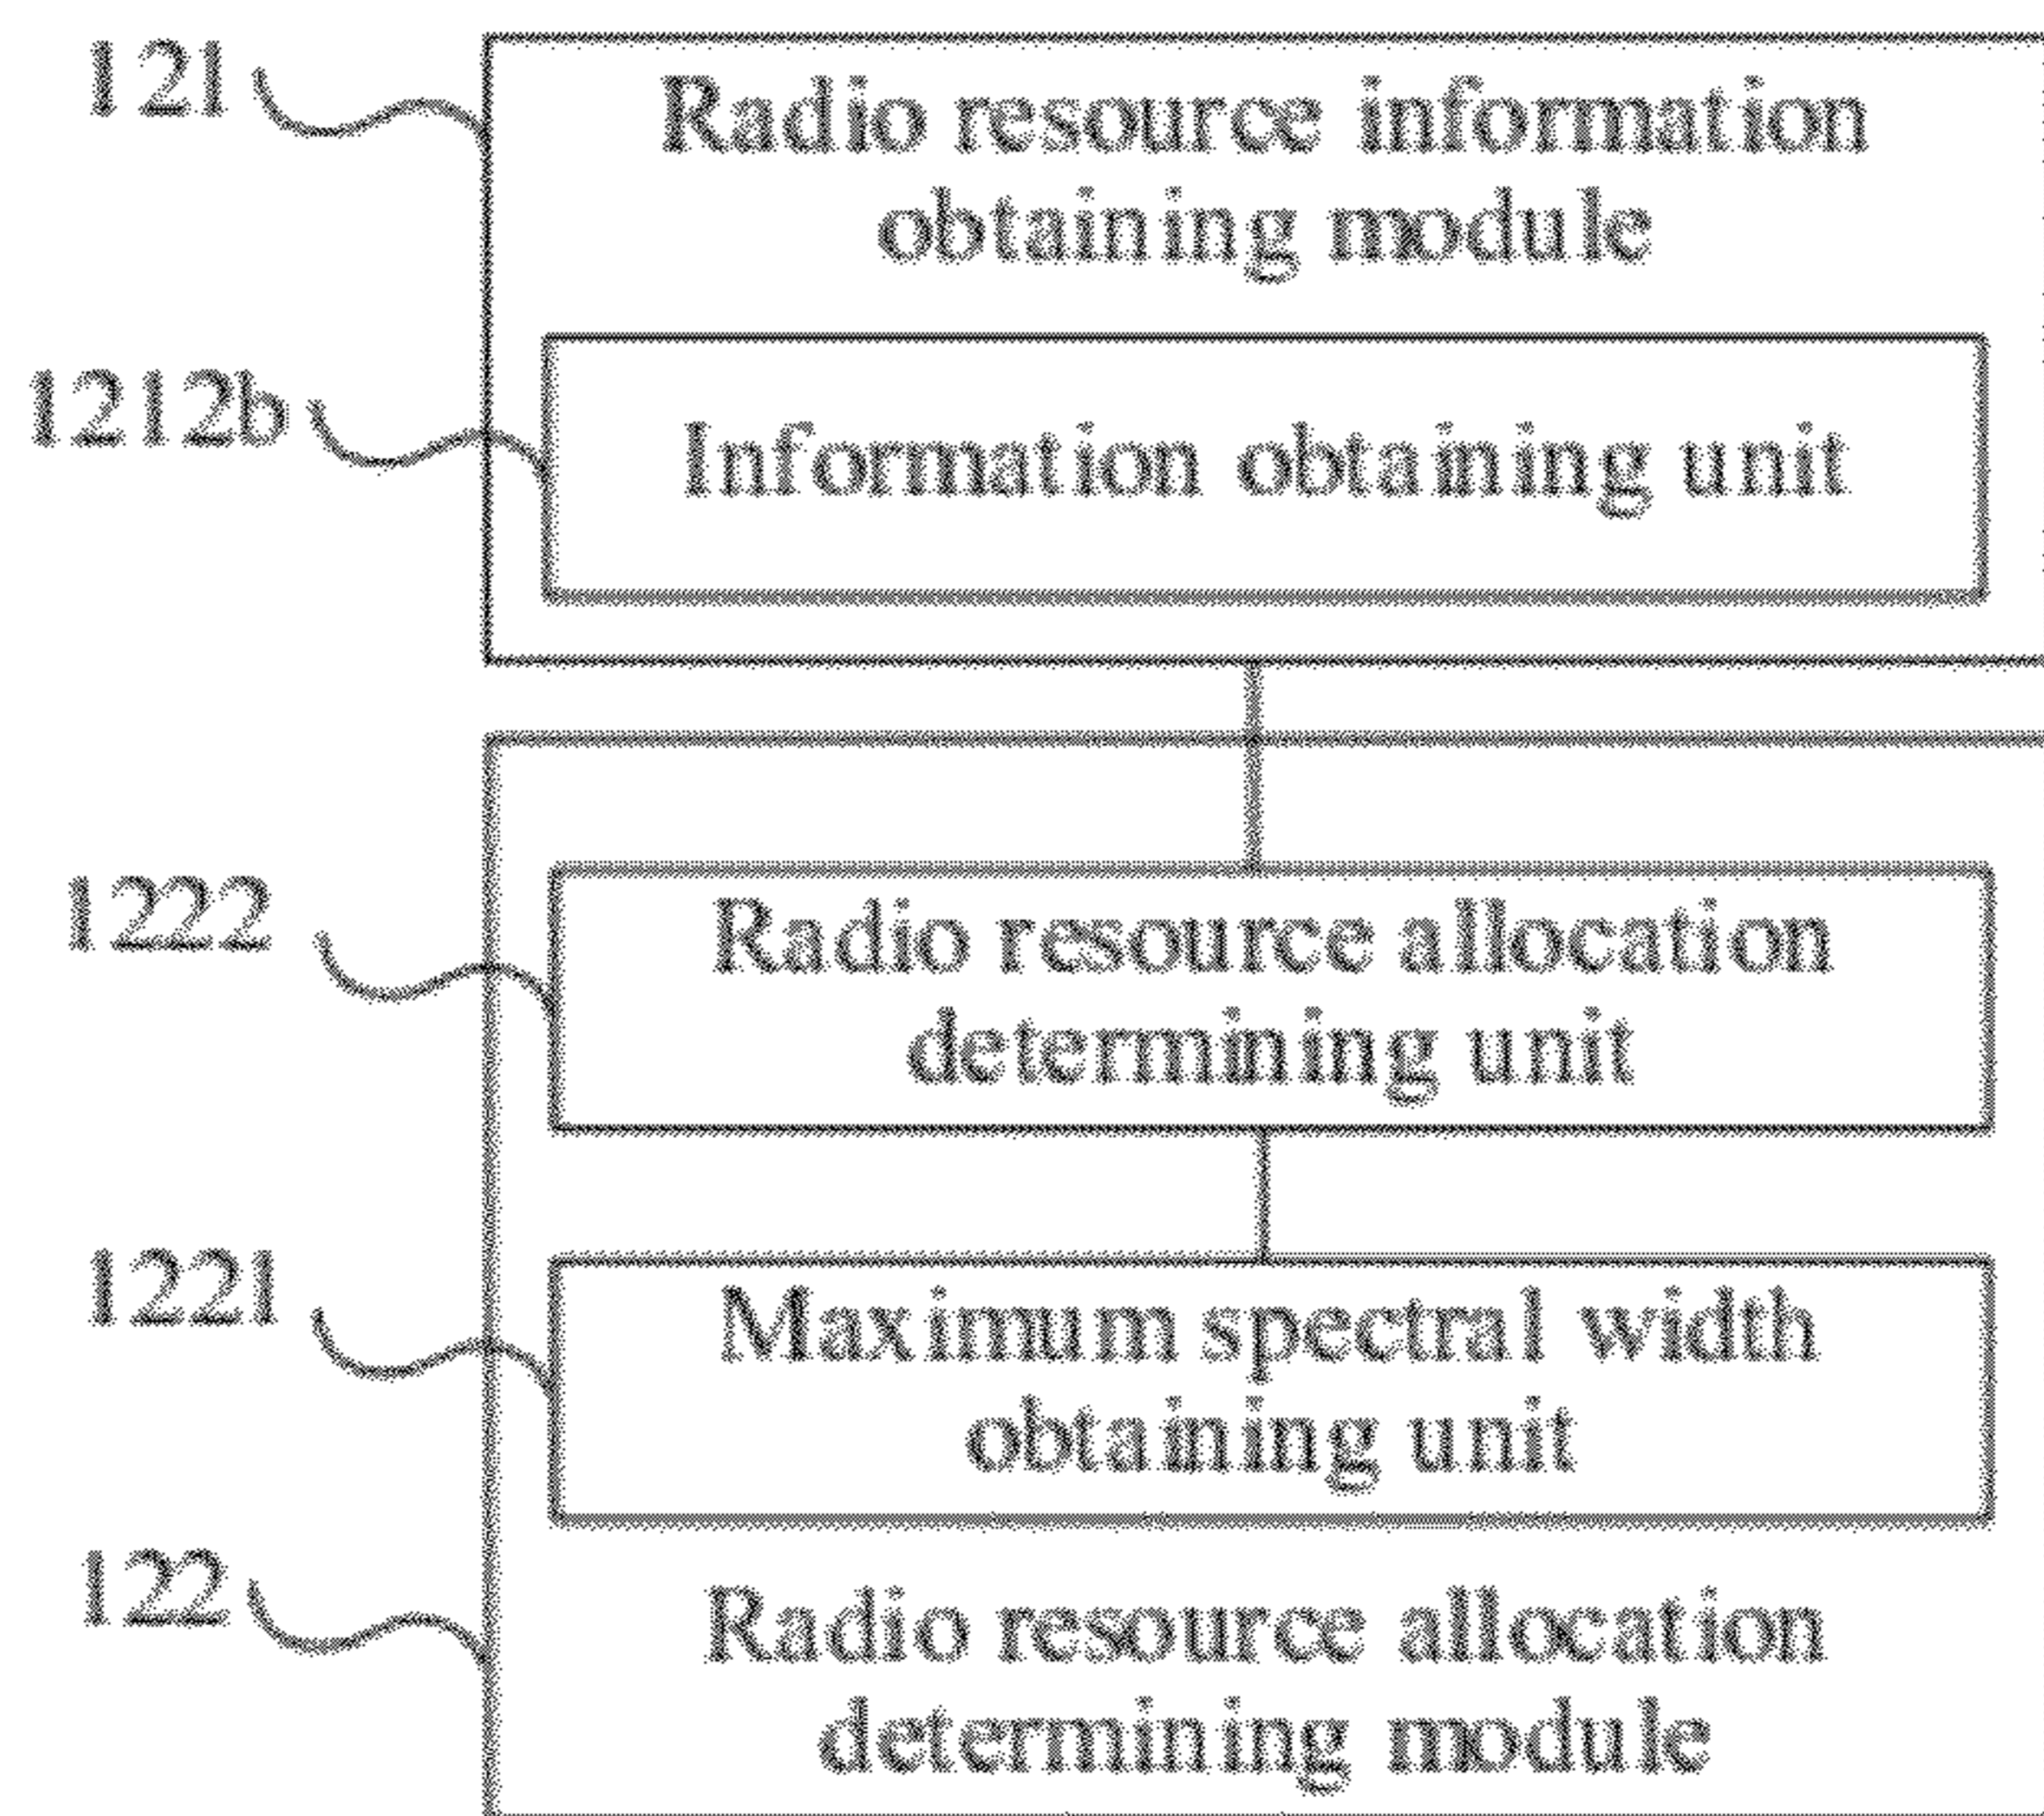 121
Radio resource information
obtaining module
1212b
Information obtaining unit
1222
Radio resource allocation
determining unit
1221
Maximum spectral width
obtaining unit
122
Radio resource allocation
determining module